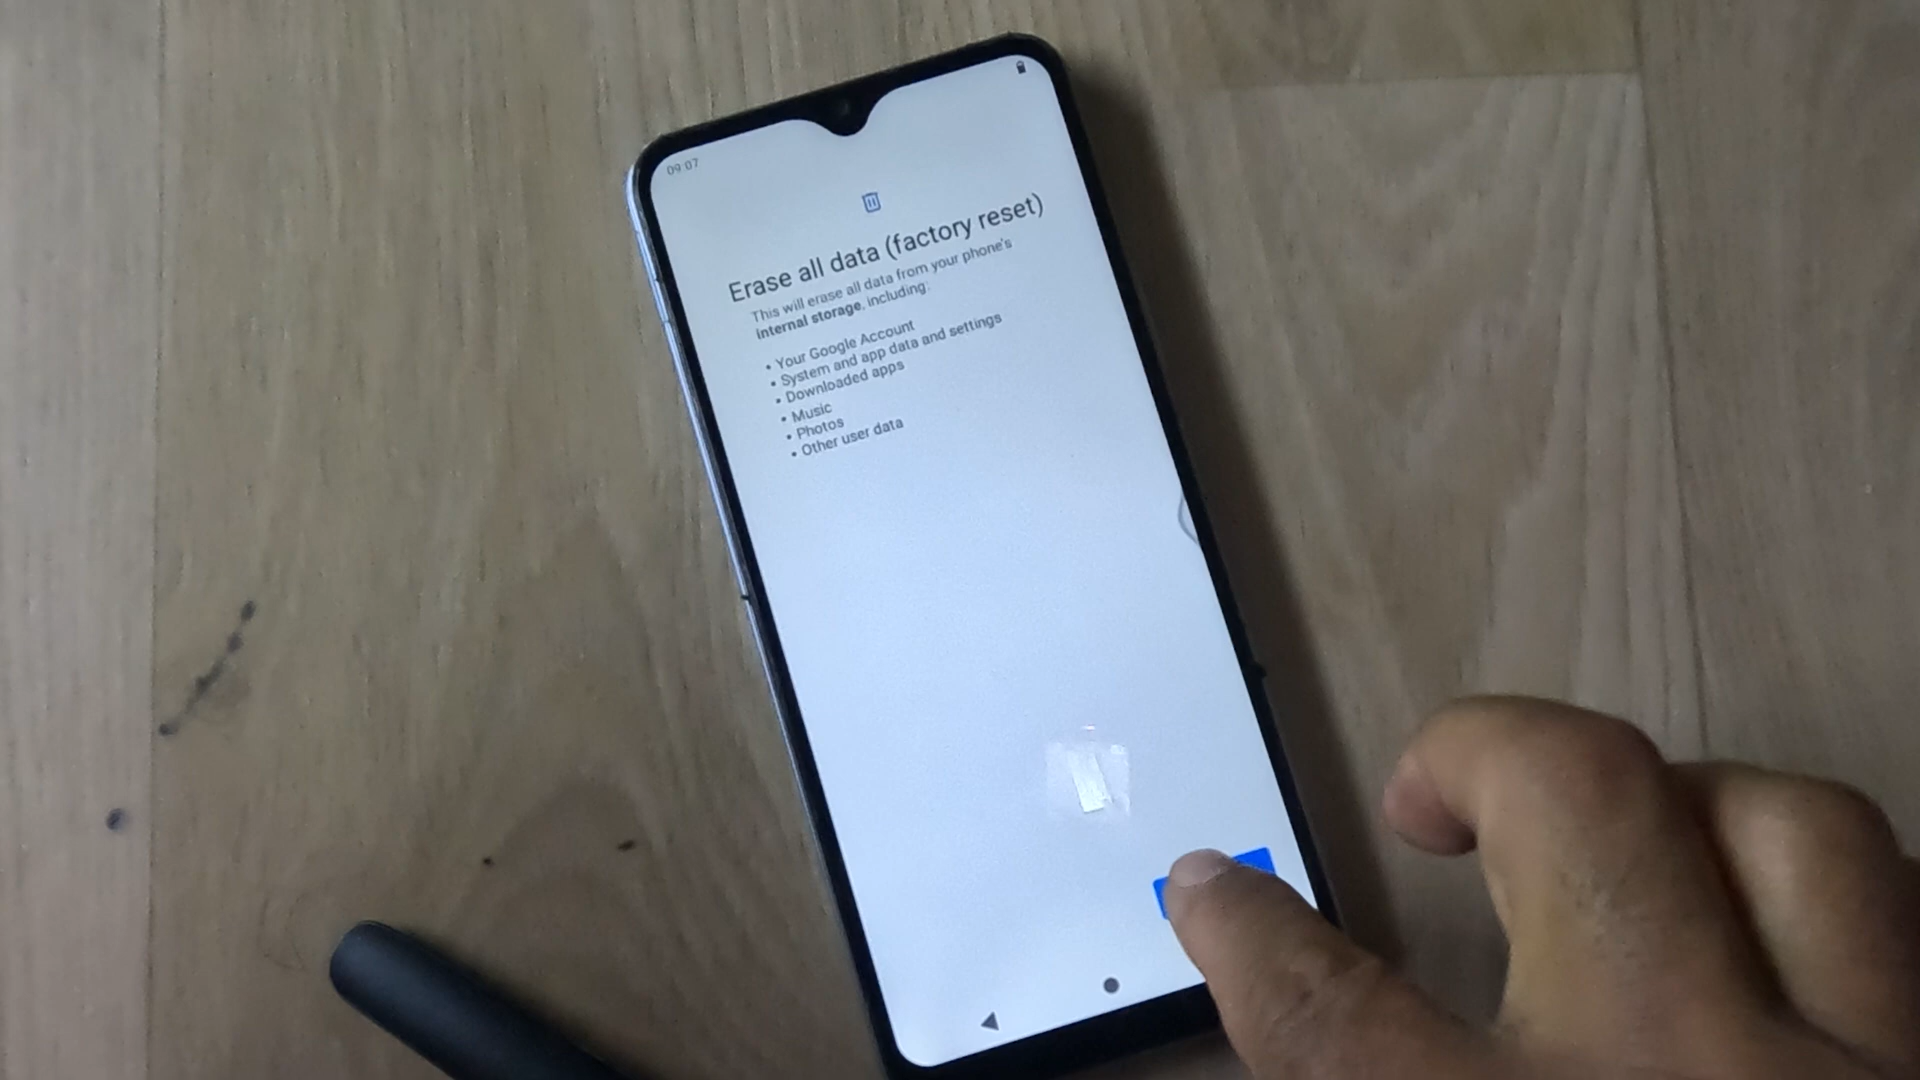 09:07
Erase all data (factory reset)
This will erase all data from your phone's
internal storage, including:
• Your Google Account
• System and app data and settings
• Downloaded apps
• Music
• Photos
• Other user data